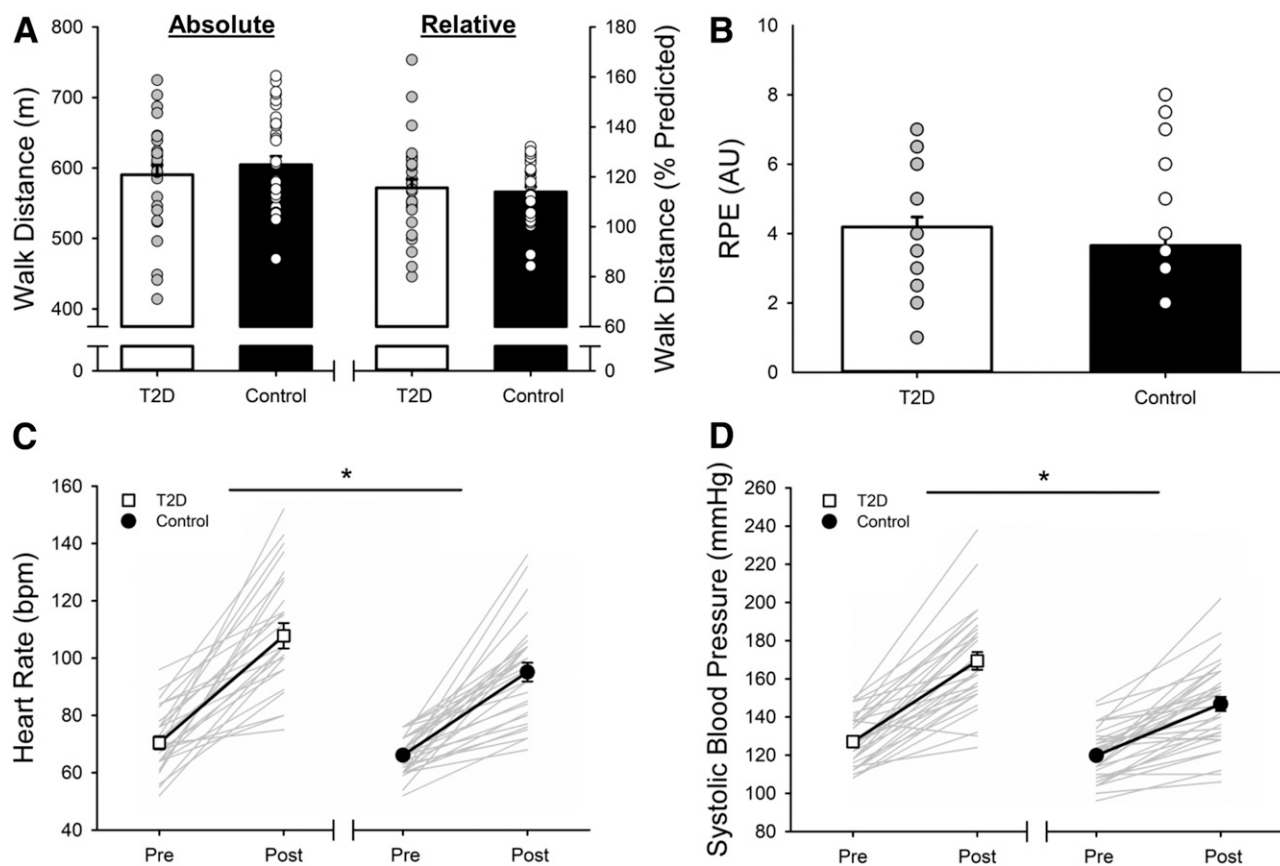 A
Absolute
Relative
Walk Distance (m)
800
700
600
500
400
0
Walk Distance (% Predicted)
180
160
140
120
100
80
60
0
T2D
Control
T2D
Control
B
RPE (AU)
10
8
6
4
2
0
T2D
Control
C
*
T2D
Control
Heart Rate (bpm)
160
140
120
100
80
60
40
Pre
Post
Pre
Post
D
*
T2D
Control
Systolic Blood Pressure (mmHg)
260
240
220
200
180
160
140
120
100
80
Pre
Post
Pre
Post